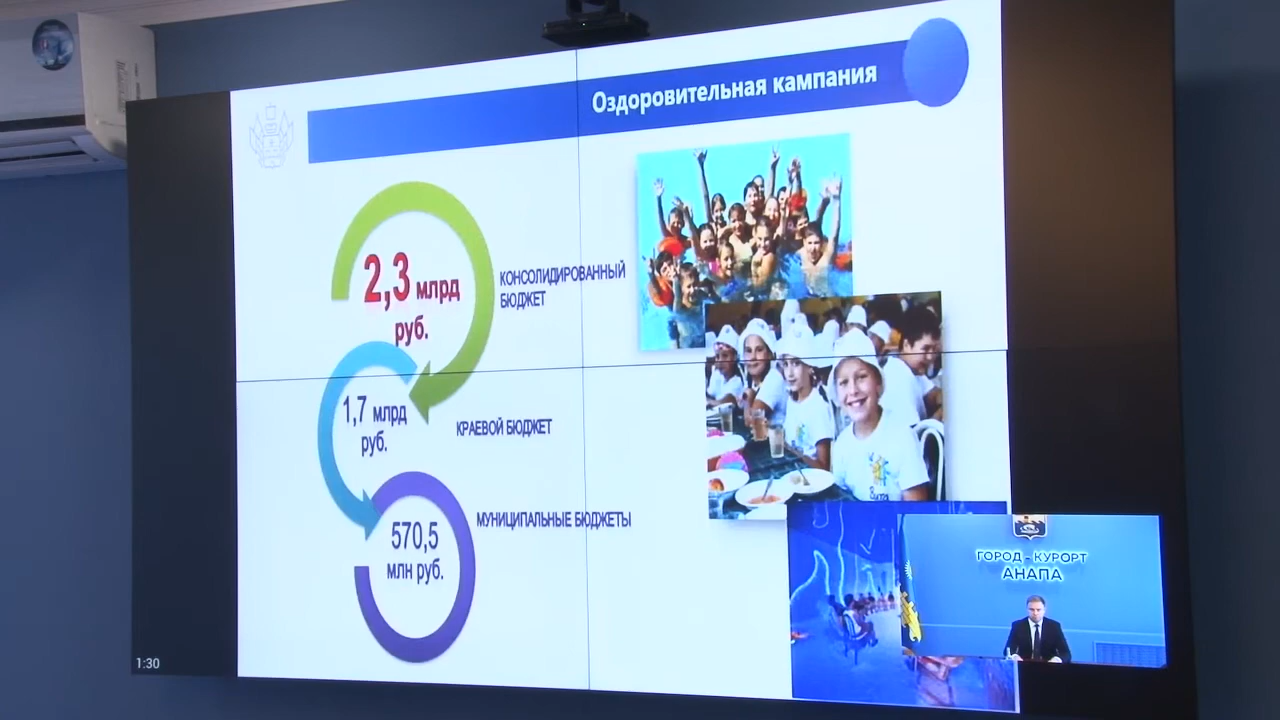 Оздоровительная кампания
2,3 млрд
руб.
КОНСОЛИДИРОВАННЫЙ
БЮДЖЕТ
1,7 млрд
руб.
КРАЕВОЙ БЮДЖЕТ
570,5
млн руб.
МУНИЦИПАЛЬНЫЕ БЮДЖЕТЫ
ГОРОД - КУРОРТ
АНАПА
1:30